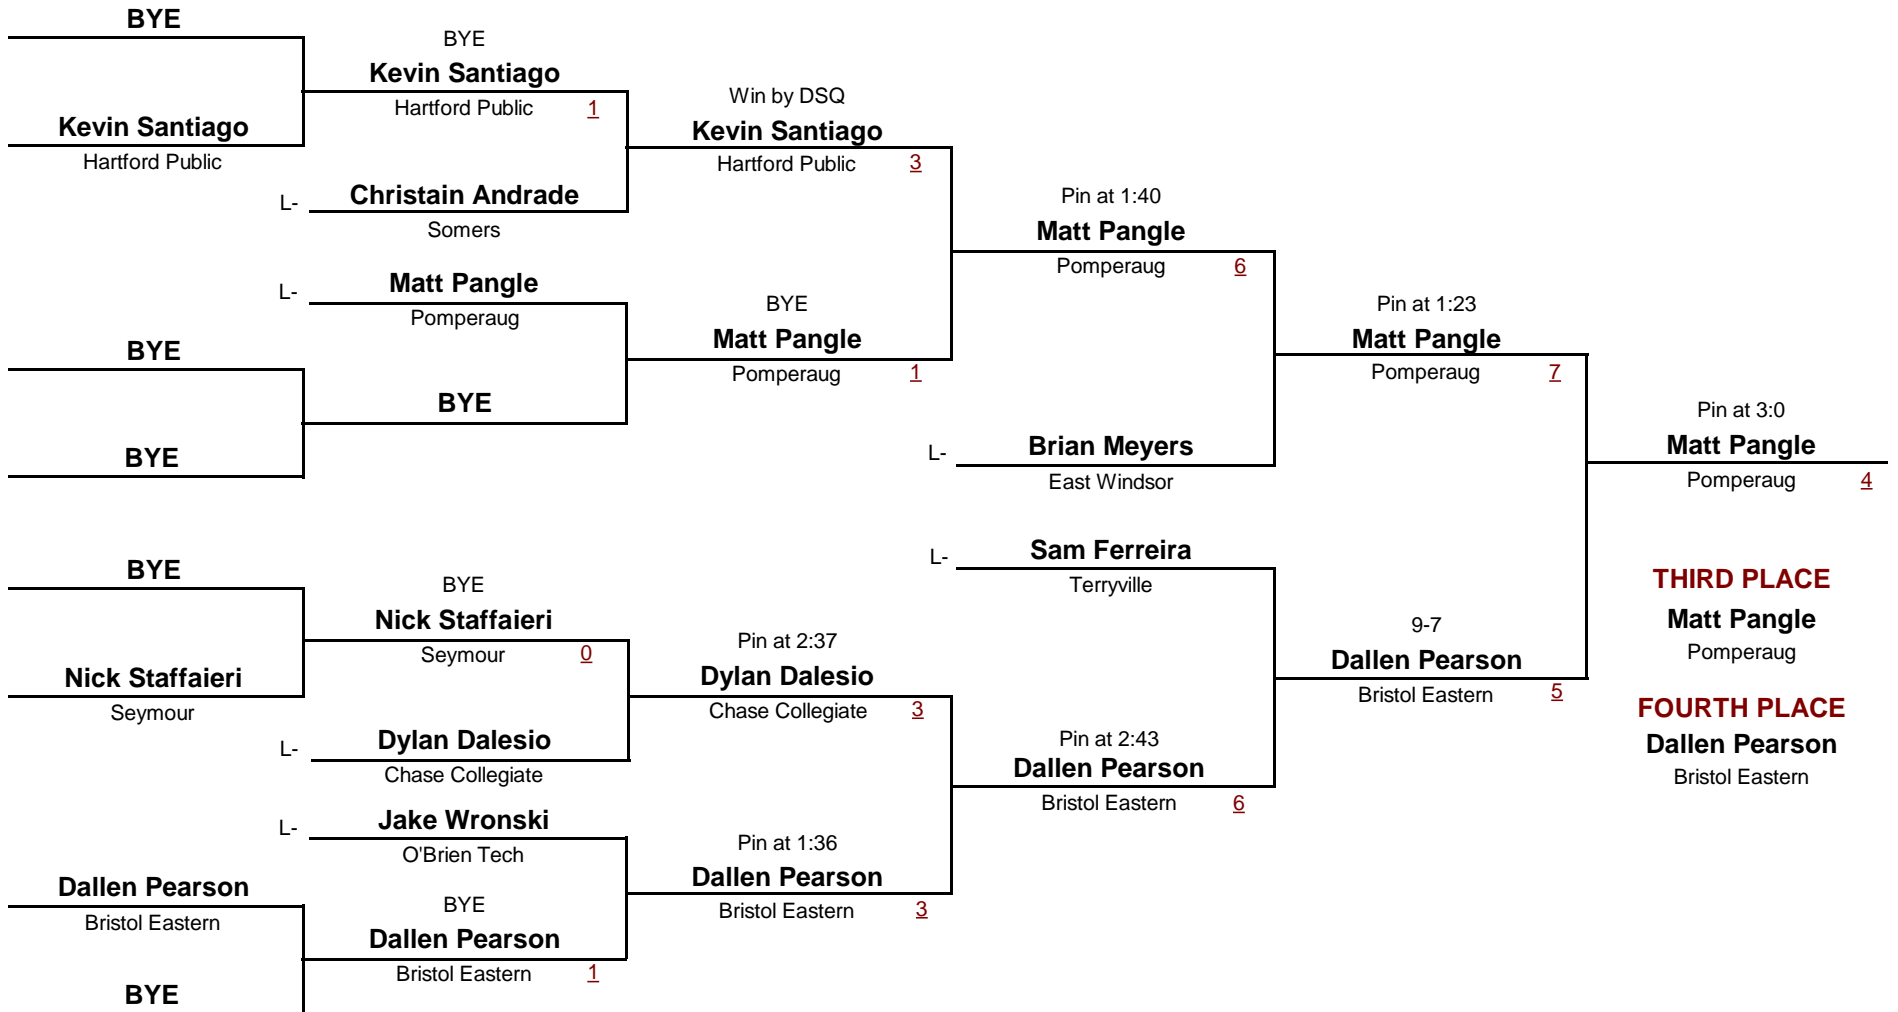 BYE
Kevin Santiago
Hartford Public
BYE
BYE
BYE
Nick Staffaieri
Seymour
Dallen Pearson
Bristol Eastern
BYE
BYE
Kevin Santiago
Hartford Public 1
L- Christain Andrade
Somers
L- Matt Pangle
Pomperaug
BYE
BYE
Nick Staffaieri
Seymour 0
L- Dylan Dalesio
Chase Collegiate
L- Jake Wronski
O'Brien Tech
BYE
Dallen Pearson
Bristol Eastern 1
Win by DSQ
Kevin Santiago
Hartford Public 3
BYE
Matt Pangle
Pomperaug 1
Pin at 2:37
Dylan Dalesio
Chase Collegiate 3
Pin at 1:36
Dallen Pearson
Bristol Eastern 3
Pin at 1:40
Matt Pangle
Pomperaug 6
L- Brian Meyers
East Windsor
L- Sam Ferreira
Terryville
Pin at 2:43
Dallen Pearson
Bristol Eastern 6
Pin at 1:23
Matt Pangle
Pomperaug 7
9-7
Dallen Pearson
Bristol Eastern 5
Pin at 3:0
Matt Pangle
Pomperaug 4
THIRD PLACE
Matt Pangle
Pomperaug
FOURTH PLACE
Dallen Pearson
Bristol Eastern